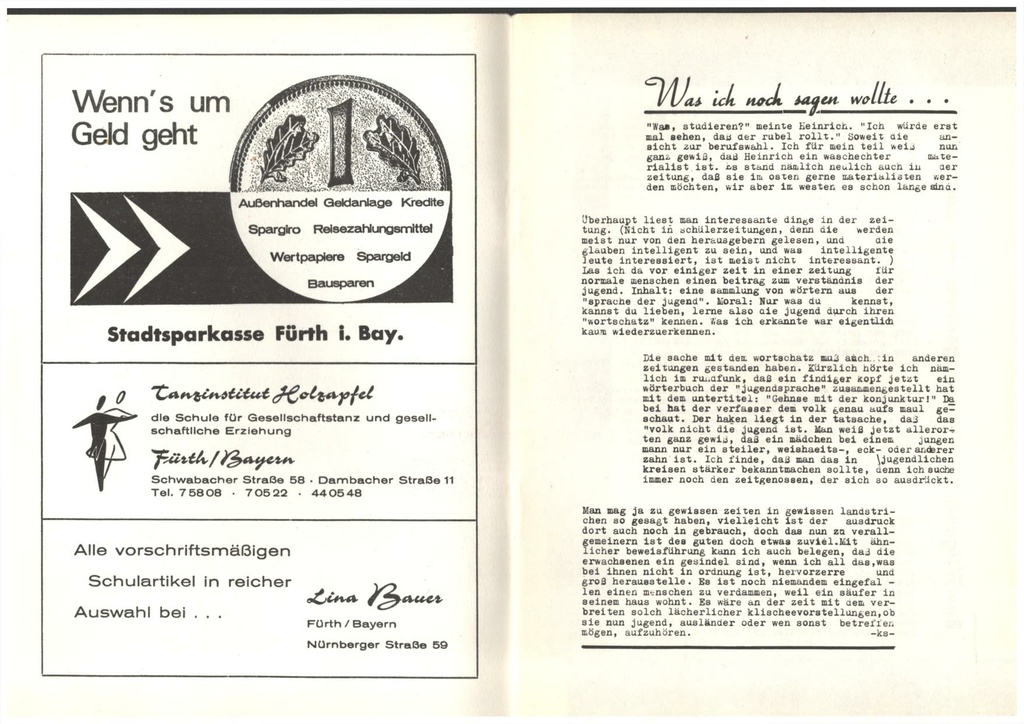 Wenn's um
Geld geht
1
Außenhandel Geldanlage Kredite
Spargiro Reisezahlungsmittel
Wertpapiere Spargeld
Bausparen
Stadtsparkasse Fürth i. Bay.
Tanzinstitut Holzapfel
die Schule für Gesellschaftstanz und gesell-
schaftliche Erziehung
Fürth/Bayern
Schwabacher Straße 58 · Dambacher Straße 11
Tel. 75808 · 70522 · 440548
Alle vorschriftsmäßigen
Schulartikel in reicher
Auswahl bei . . .
Lina Bauer
Fürth / Bayern
Nürnberger Straße 59
Was ich noch sagen wollte . . .
"Was, studieren?" meinte Heinrich. "Ich würde erst
mal sehen, daß der rubel rollt." Soweit die an-
sicht zur berufswahl. Ich für mein teil weiß nun
ganz gewiß, daß Heinrich ein waschechter mate-
rialist ist. Es stand nämlich neulich auch in der
zeitung, daß sie im osten gerne materialisten wer-
den möchten, wir aber im westen es schon lange sind.
Überhaupt liest man interessante dinge in der zei-
tung. (Nicht in schülerzeitungen, denn die werden
meist nur von den herausgebern gelesen, und die
glauben intelligent zu sein, und was intelligente
leute interessiert, ist meist nicht interessant. )
Las ich da vor einiger zeit in einer zeitung für
normale menschen einen beitrag zum verständnis der
jugend. Inhalt: eine sammlung von wörtern aus der
"sprache der jugend". Moral: Nur was du kennst,
kannst du lieben, lerne also die jugend durch ihren
"wortschatz" kennen. Was ich erkannte war eigentlich
kaum wiederzuerkennen.
Die sache mit dem wortschatz muß auch in anderen
zeitungen gestanden haben. Kürzlich hörte ich näm-
lich im rundfunk, daß ein findiger kopf jetzt ein
wörterbuch der "jugendsprache" zusammengestellt hat
mit dem untertitel: "Gehnse mit der konjunktur!" Da
bei hat der verfasser dem volk genau aufs maul ge-
schaut. Der haken liegt in der tatsache, daß das
"volk nicht die jugend ist. Man weiß jetzt alleror-
ten ganz gewiß, daß ein mädchen bei einem jungen
mann nur ein steiler, weisheits-, eck- oder anderer
zahn ist. Ich finde, daß man das in \jugendlichen
kreisen stärker bekanntmachen sollte, denn ich suche
immer noch den zeitgenossen, der sich so ausdrückt.
Man mag ja zu gewissen zeiten in gewissen landstri-
chen so gesagt haben, vielleicht ist der ausdruck
dort auch noch in gebrauch, doch das nun zu verall-
gemeinern ist des guten doch etwas zuviel.Mit ähn-
licher beweisführung kann ich auch belegen, daß die
erwachsenen ein gesindel sind, wenn ich all das,was
bei ihnen nicht in ordnung ist, hervorzerre und
groß herausstelle. Es ist noch niemandem eingefal -
len einen menschen zu verdammen, weil ein säufer in
seinem haus wohnt. Es wäre an der zeit mit dem ver-
breiten solch lächerlicher klischeevorstellungen,ob
sie nun jugend, ausländer oder wen sonst betreffen
mögen, aufzuhören. -ks-